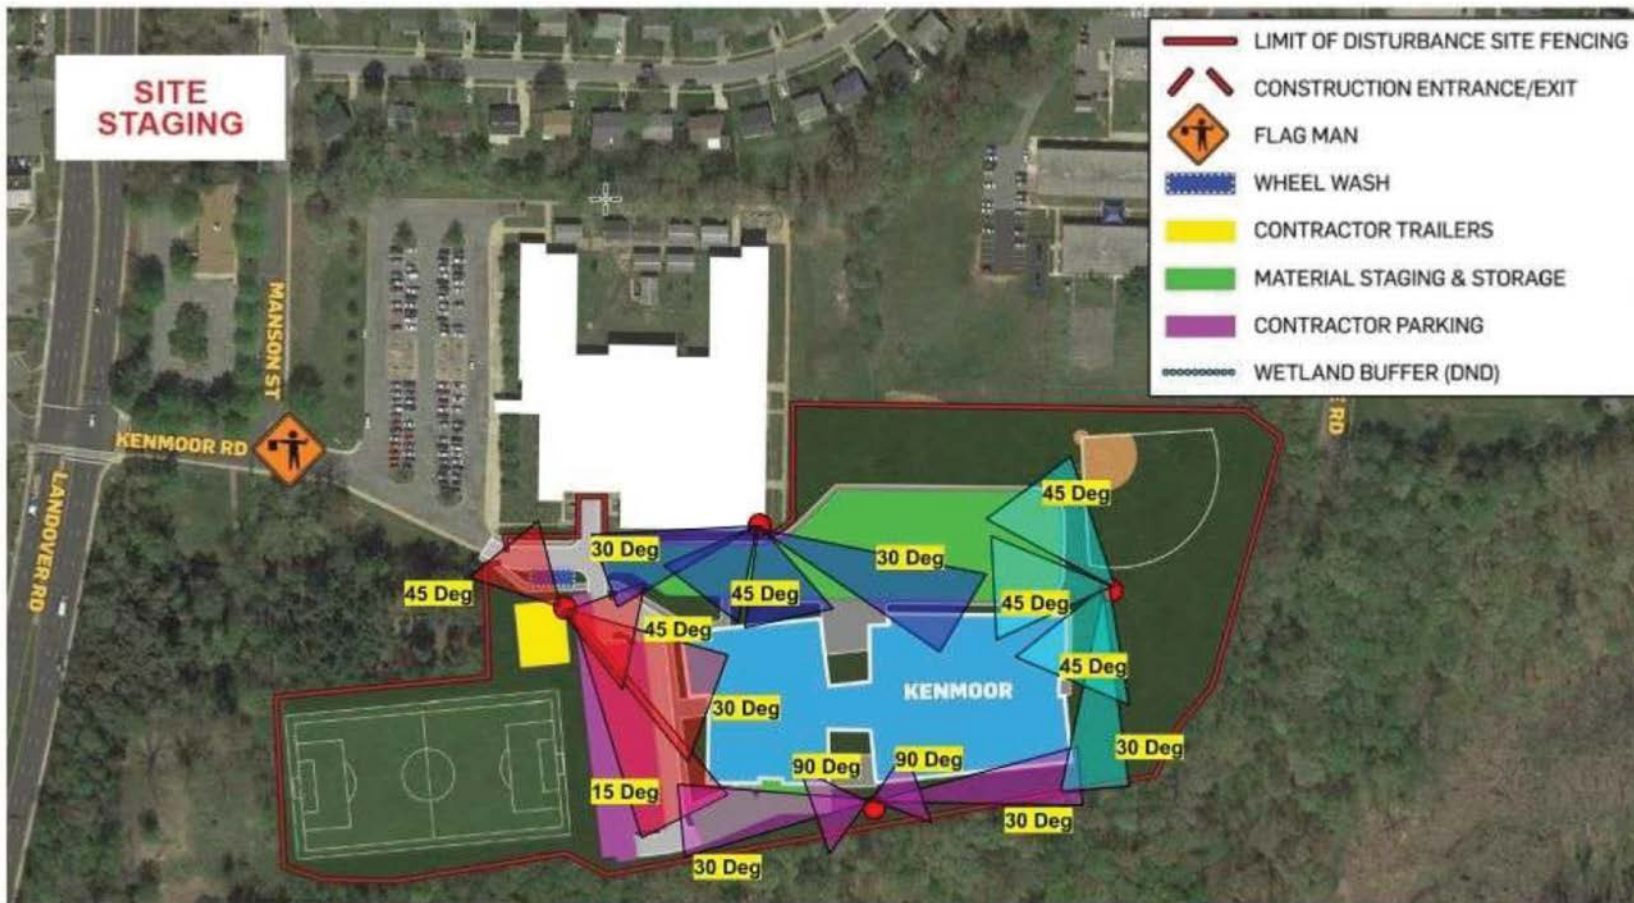 SITE
STAGING
LIMIT OF DISTURBANCE SITE FENCING
CONSTRUCTION ENTRANCE/EXIT
FLAG MAN
WHEEL WASH
CONTRACTOR TRAILERS
MATERIAL STAGING & STORAGE
CONTRACTOR PARKING
WETLAND BUFFER (DND)
MANSON ST
KENMOOR RD
LANDOVER RD
RD
45 Deg
30 Deg
30 Deg
45 Deg
45 Deg
45 Deg
45 Deg
45 Deg
KENMOOR
30 Deg
30 Deg
90 Deg
90 Deg
15 Deg
30 Deg
30 Deg